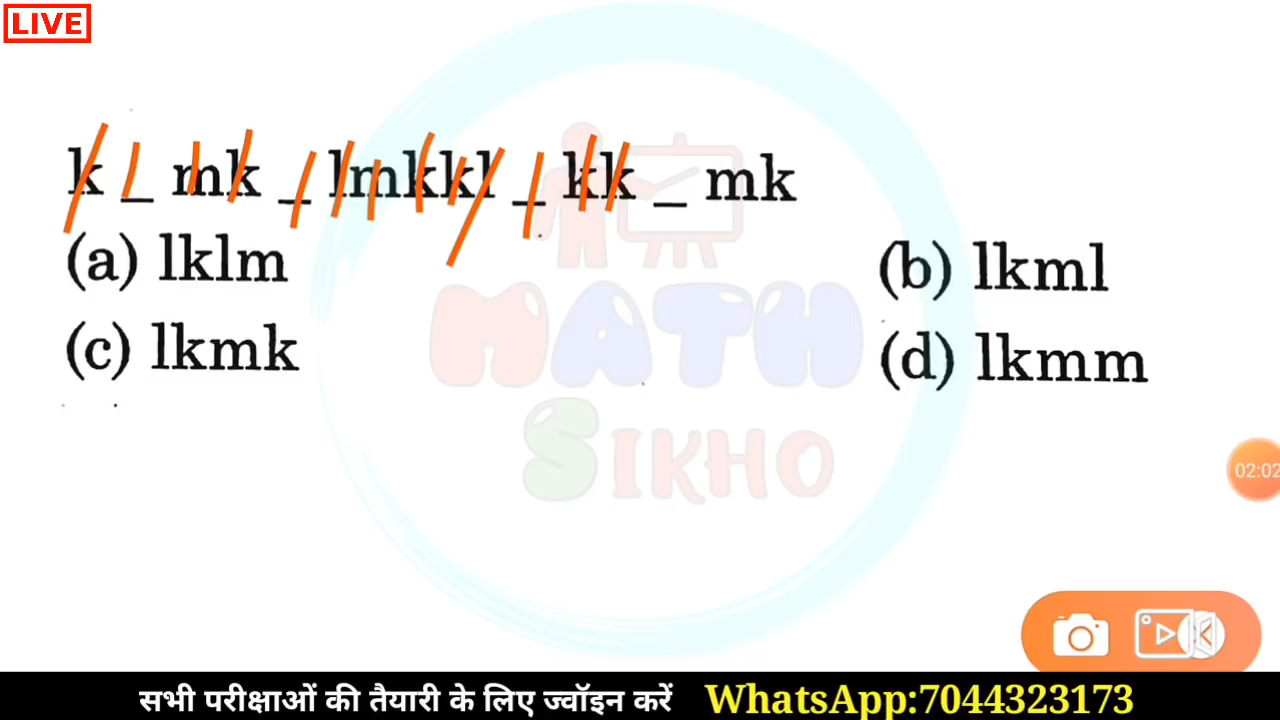 LIVE
k _ mk _ lmkkl _ kk _ mk
(a) lklm (b) lkml
(c) lkmk (d) lkmm
MATH
SIKHO
02:02
सभी परीक्षाओं की तैयारी के लिए ज्वॉइन करें WhatsApp:7044323173